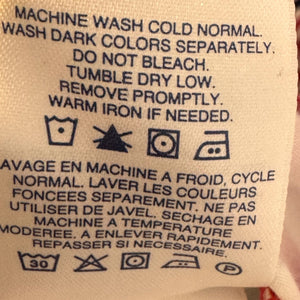 MACHINE WASH COLD NORMAL.
WASH DARK COLORS SEPARATELY.
DO NOT BLEACH.
TUMBLE DRY LOW.
REMOVE PROMPTLY.
WARM IRON IF NEEDED.
AVAGE EN MACHINE A FROID, CYCLE
NORMAL. LAVER LES COULEURS
FONCEES SEPAREMENT. NE PAS
UTILISER DE JAVEL. SECHAGE EN
MACHINE A TEMPERATURE
MODEREE. A ENLEVER RAPIDEMENT.
REPASSER SI NECESSAIRE.
30 P